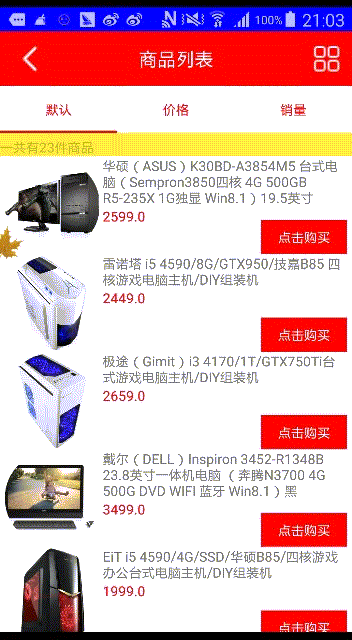 100% 21:03
商品列表
默认 价格 销量
一共有23件商品
华硕（ASUS）K30BD-A3854M5 台式电
脑（Sempron3850四核 4G 500GB
R5-235X 1G独显 Win8.1）19.5英寸
2599.0
点击购买
雷诺塔 i5 4590/8G/GTX950/技嘉B85 四
核游戏电脑主机/DIY组装机
2449.0
点击购买
极途（Gimit）i3 4170/1T/GTX750Ti台
式游戏电脑主机/DIY组装机
2659.0
点击购买
戴尔（DELL）Inspiron 3452-R1348B
23.8英寸一体机电脑 （奔腾N3700 4G
500G DVD WIFI 蓝牙 Win8.1）黑
3499.0
点击购买
EiT i5 4590/4G/SSD/华硕B85/四核游戏
办公台式电脑主机/DIY组装机
1999.0
点击购买